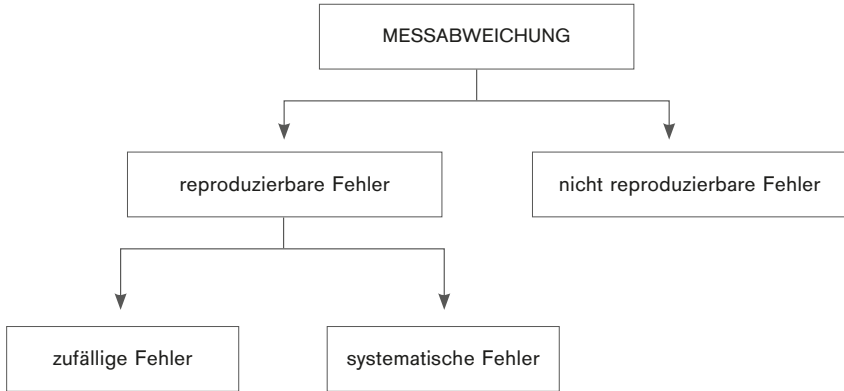 MESSABWEICHUNG
reproduzierbare Fehler
nicht reproduzierbare Fehler
zufällige Fehler
systematische Fehler